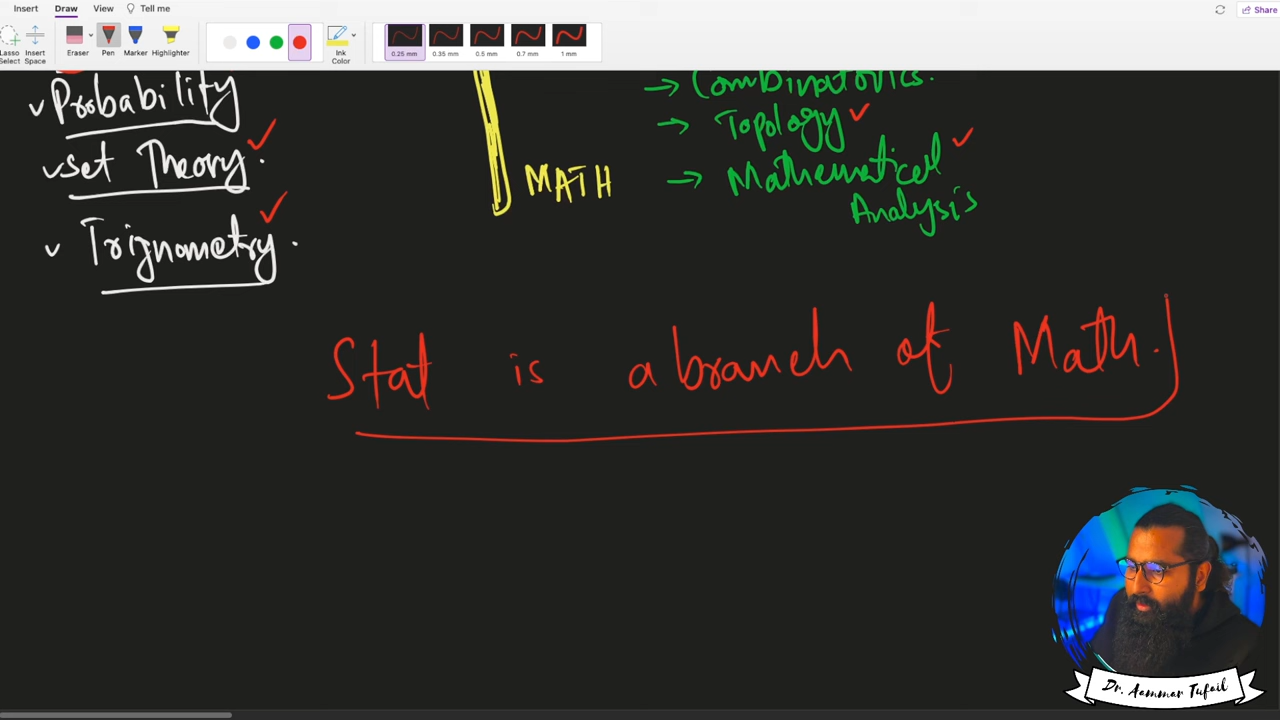 Insert Draw View Tell me
Share
Lasso Select
Insert Space
Eraser
Pen
Marker
Highlighter
Ink Color
0.25 mm
0.35 mm
0.5 mm
0.7 mm
1 mm
Probability
Set Theory.
Trignometry.
MATH
→ Combinatorics.
→ Topology
→ Mathematical
Analysis
Stat is a branch of Math.
Dr. Aammar Tufail